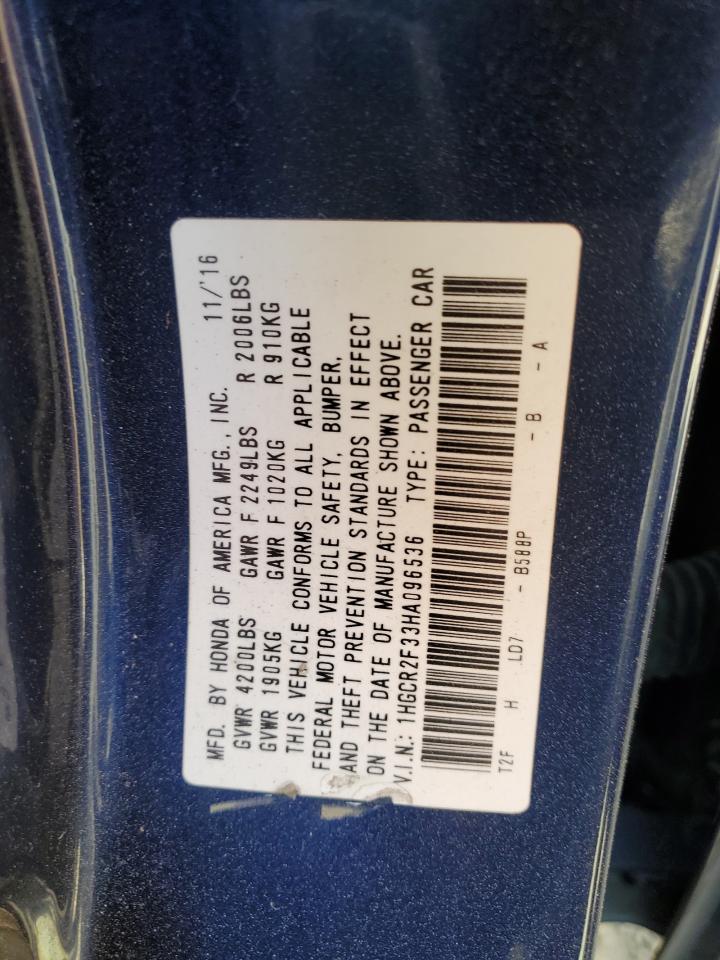 MFD. BY HONDA OF AMERICA MFG., INC. 11/'16
GVWR 4200LBS GAWR F 2249LBS R 2006LBS
GVWR 1905KG GAWR F 1020KG R 910KG
THIS VEHICLE CONFORMS TO ALL APPLICABLE
FEDERAL MOTOR VEHICLE SAFETY, BUMPER,
AND THEFT PREVENTION STANDARDS IN EFFECT
ON THE DATE OF MANUFACTURE SHOWN ABOVE.
V.I.N.: 1HGCR2F33HA096536 TYPE: PASSENGER CAR
T2F H LD7 - B588P - B - A